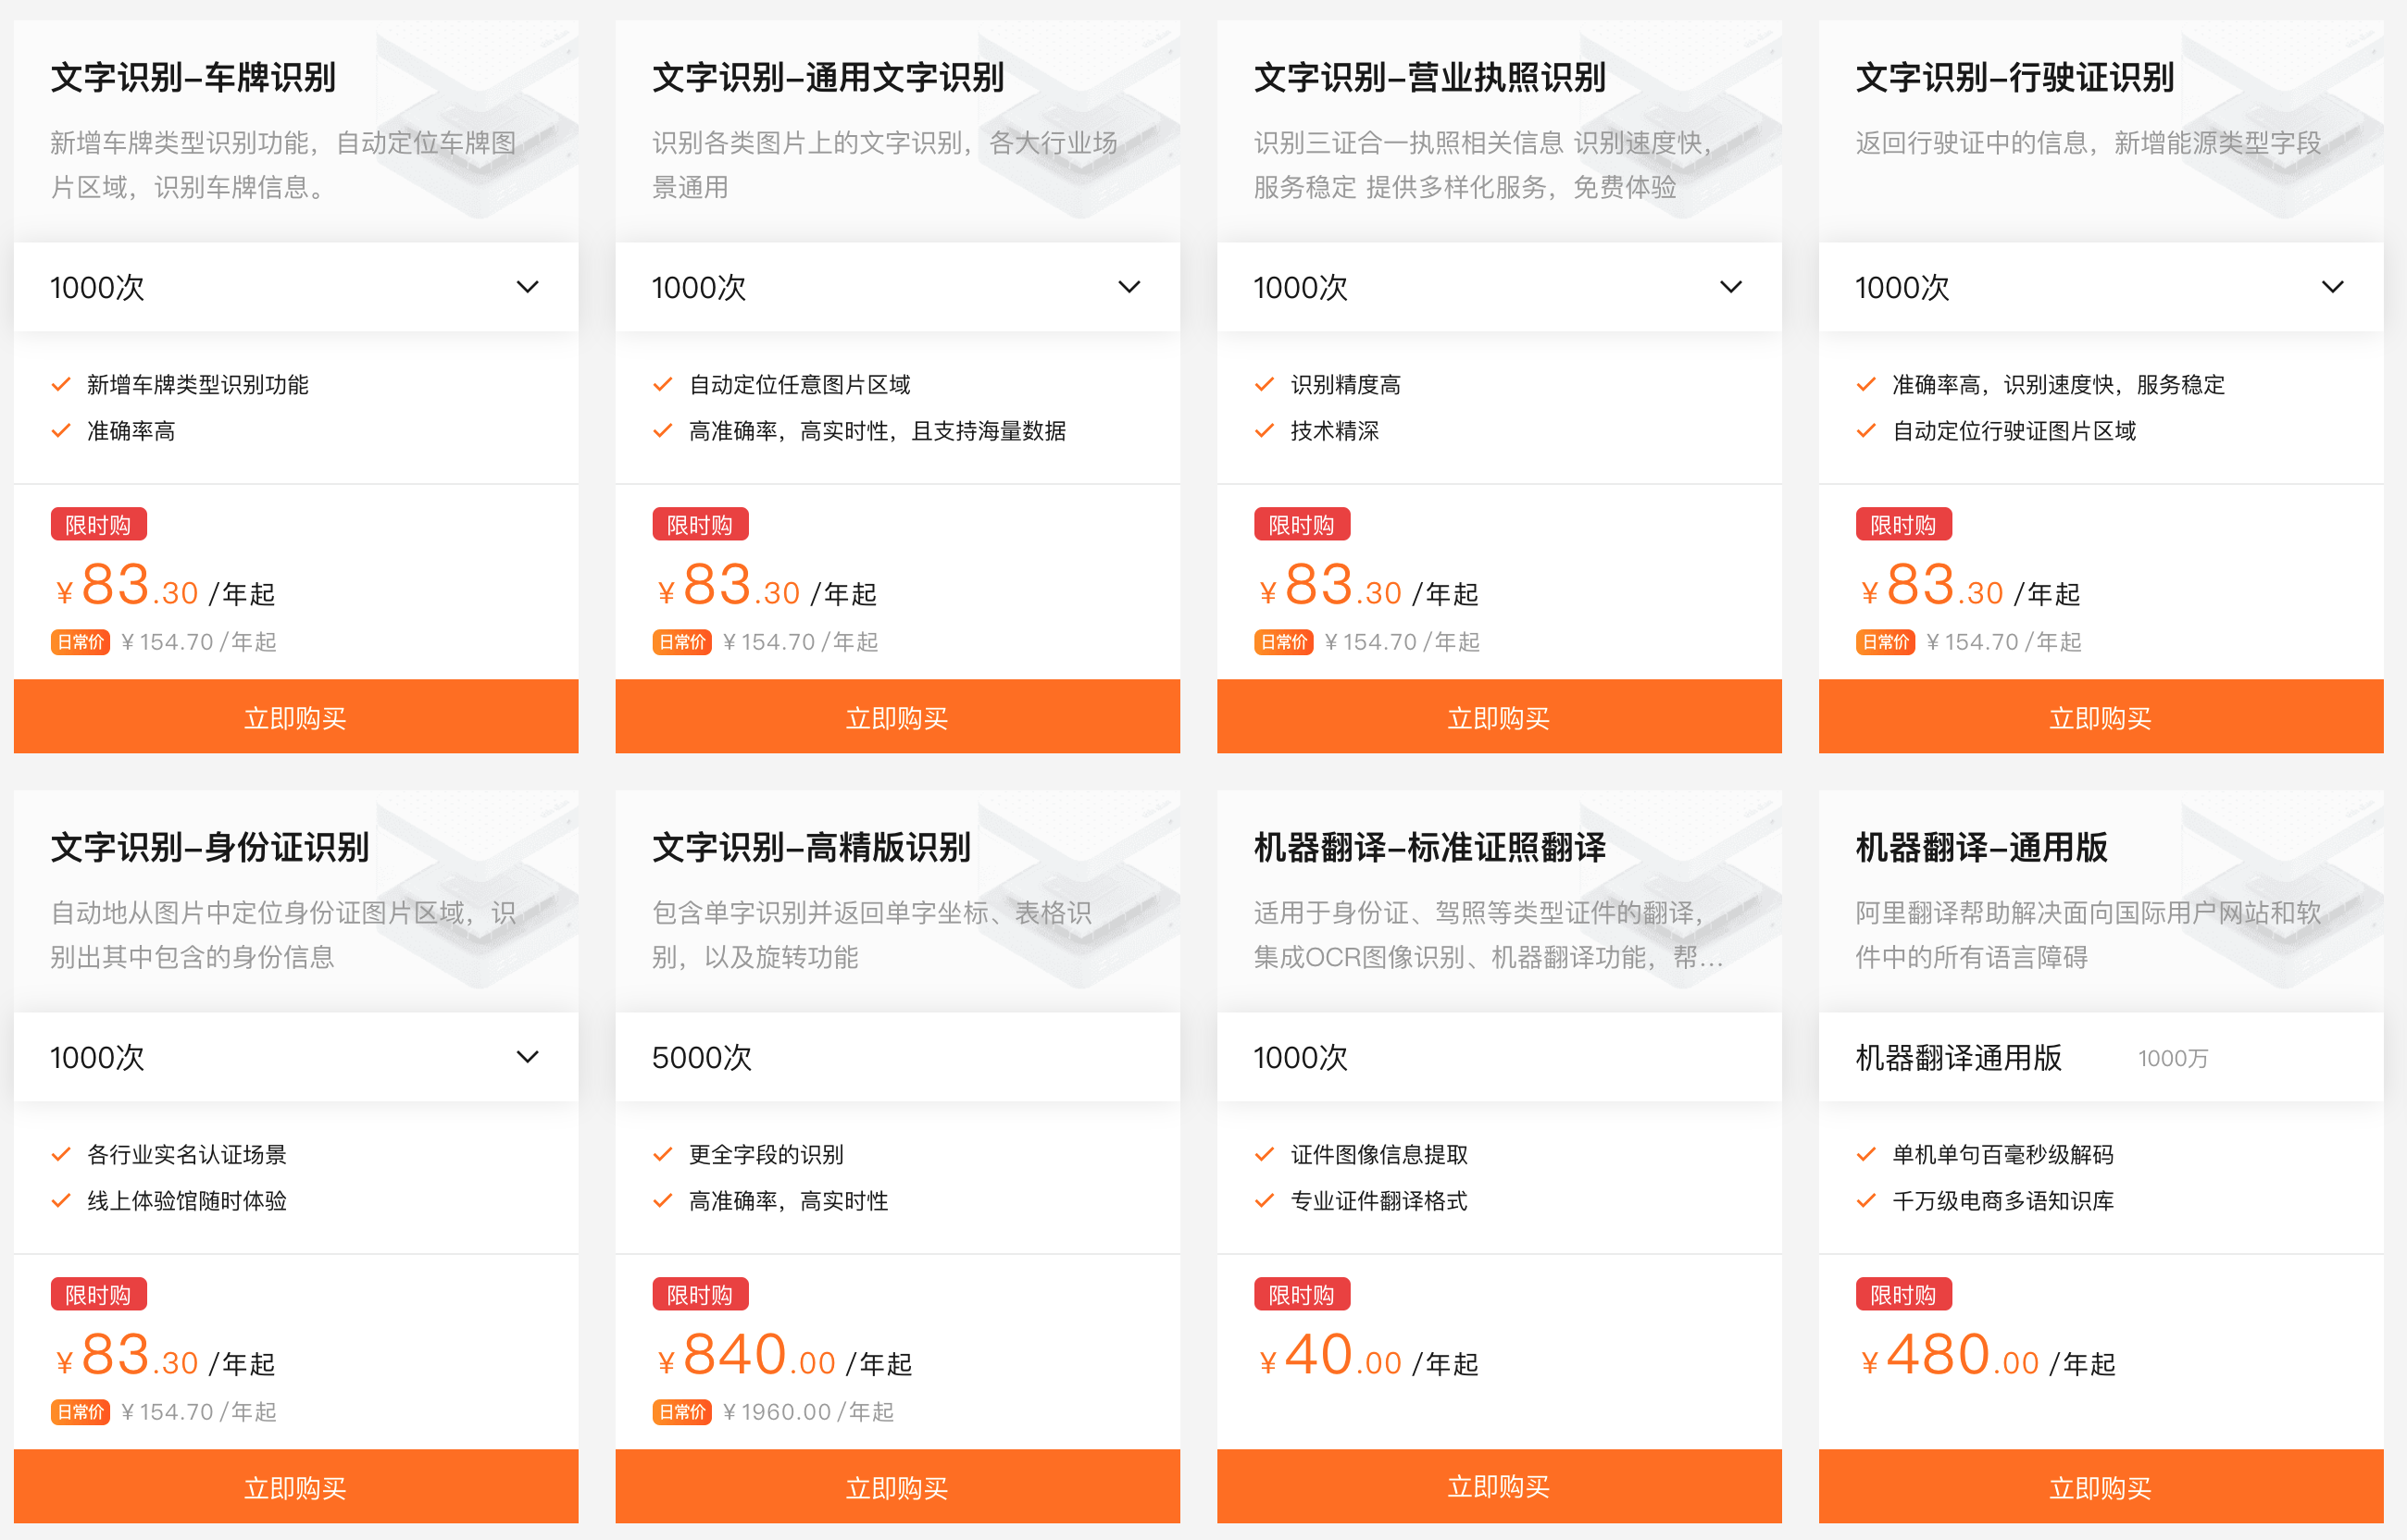 文字识别-车牌识别
新增车牌类型识别功能，自动定位车牌图
片区域，识别车牌信息。
1000次
新增车牌类型识别功能
准确率高
限时购
¥83.30 /年起
日常价 ¥154.70 /年起
立即购买
文字识别-通用文字识别
识别各类图片上的文字识别，各大行业场
景通用
1000次
自动定位任意图片区域
高准确率，高实时性，且支持海量数据
限时购
¥83.30 /年起
日常价 ¥154.70 /年起
立即购买
文字识别-营业执照识别
识别三证合一执照相关信息 识别速度快，
服务稳定 提供多样化服务，免费体验
1000次
识别精度高
技术精深
限时购
¥83.30 /年起
日常价 ¥154.70 /年起
立即购买
文字识别-行驶证识别
返回行驶证中的信息，新增能源类型字段
1000次
准确率高，识别速度快，服务稳定
自动定位行驶证图片区域
限时购
¥83.30 /年起
日常价 ¥154.70 /年起
立即购买
文字识别-身份证识别
自动地从图片中定位身份证图片区域，识
别出其中包含的身份信息
1000次
各行业实名认证场景
线上体验馆随时体验
限时购
¥83.30 /年起
日常价 ¥154.70 /年起
立即购买
文字识别-高精版识别
包含单字识别并返回单字坐标、表格识
别，以及旋转功能
5000次
更全字段的识别
高准确率，高实时性
限时购
¥840.00 /年起
日常价 ¥1960.00 /年起
立即购买
机器翻译-标准证照翻译
适用于身份证、驾照等类型证件的翻译，
集成OCR图像识别、机器翻译功能，帮...
1000次
证件图像信息提取
专业证件翻译格式
限时购
¥40.00 /年起
立即购买
机器翻译-通用版
阿里翻译帮助解决面向国际用户网站和软
件中的所有语言障碍
机器翻译通用版 1000万
单机单句百毫秒级解码
千万级电商多语知识库
限时购
¥480.00 /年起
立即购买